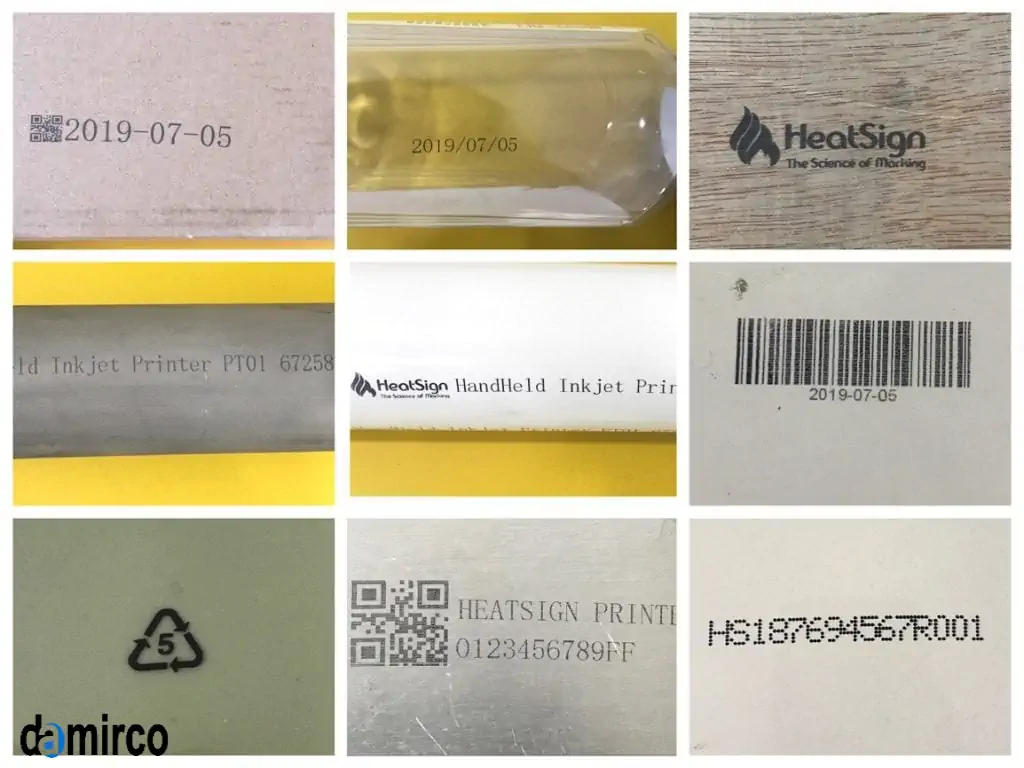 2019-07-05
2019/07/05
HeatSign
The Science of Marking
ld Inkjet Printer PT01 67258
HeatSign HandHeld Inkjet Prin
The Science of Marking
2019-07-05
5
HEATSIGN PRINTE
0123456789FF
HS187694567R001
damirco